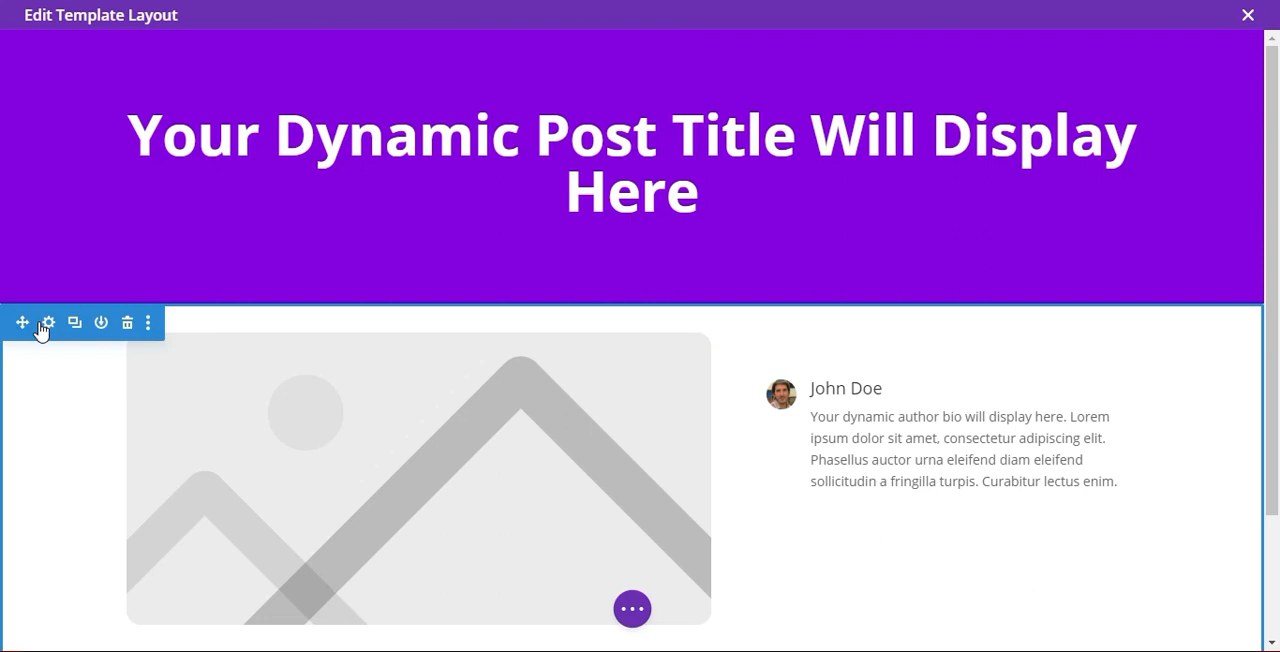 Edit Template Layout
Your Dynamic Post Title Will Display
Here
John Doe
Your dynamic author bio will display here. Lorem
ipsum dolor sit amet, consectetur adipiscing elit.
Phasellus auctor urna eleifend diam eleifend
sollicitudin a fringilla turpis. Curabitur lectus enim.